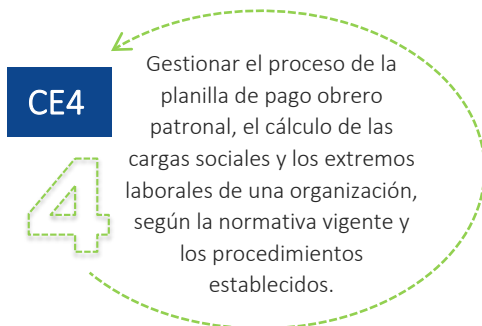 CE4
4
Gestionar el proceso de la
planilla de pago obrero
patronal, el cálculo de las
cargas sociales y los extremos
laborales de una organización,
según la normativa vigente y
los procedimientos
establecidos.